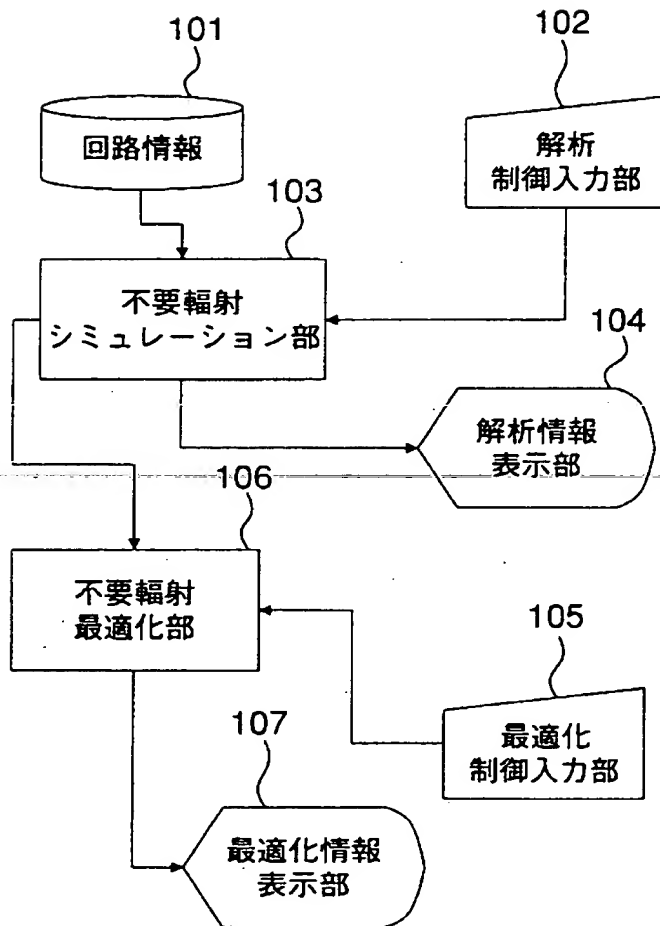 101
102
回路情報
解析
制御入力部
103
不要輻射
シミュレーション部
104
解析情報
表示部
106
不要輻射
最適化部
105
最適化
制御入力部
107
最適化情報
表示部